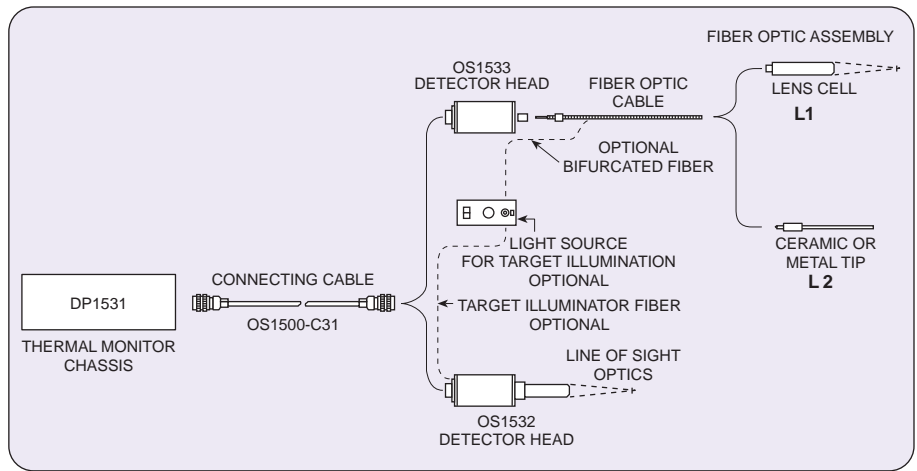 FIBER OPTIC ASSEMBLY
OS1533
DETECTOR HEAD
FIBER OPTIC
CABLE
LENS CELL
L1
OPTIONAL
BIFURCATED FIBER
LIGHT SOURCE
FOR TARGET ILLUMINATION
OPTIONAL
CERAMIC OR
METAL TIP
L 2
CONNECTING CABLE
DP1531
OS1500-C31
TARGET ILLUMINATOR FIBER
OPTIONAL
THERMAL MONITOR
CHASSIS
LINE OF SIGHT
OPTICS
OS1532
DETECTOR HEAD